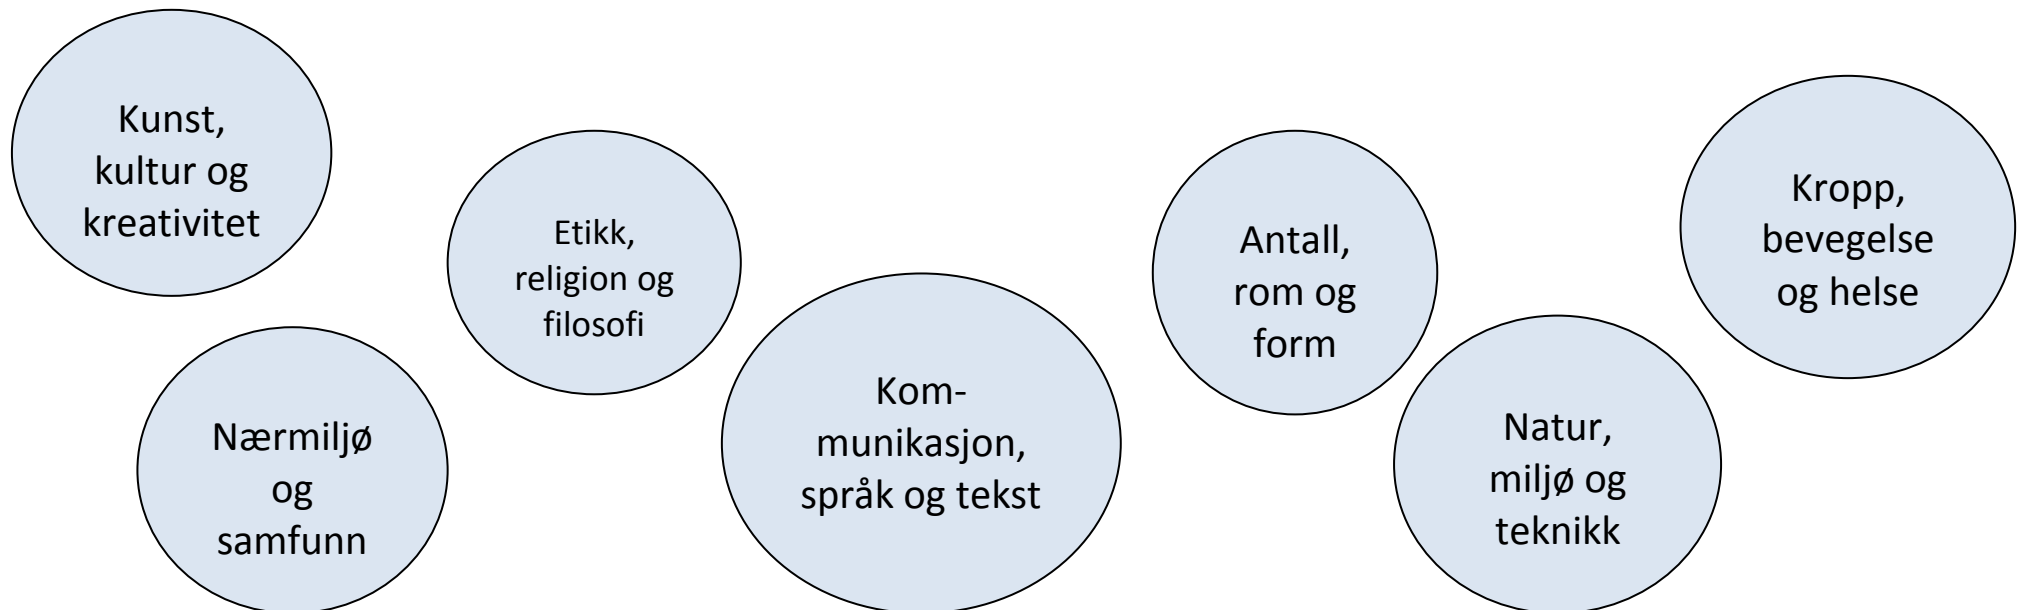 Kunst,
kultur og
kreativitet
Nærmiljø
og
samfunn
Etikk,
religion og
filosofi
Kom-
munikasjon,
språk og tekst
Antall,
rom og
form
Natur,
miljø og
teknikk
Kropp,
bevegelse
og helse